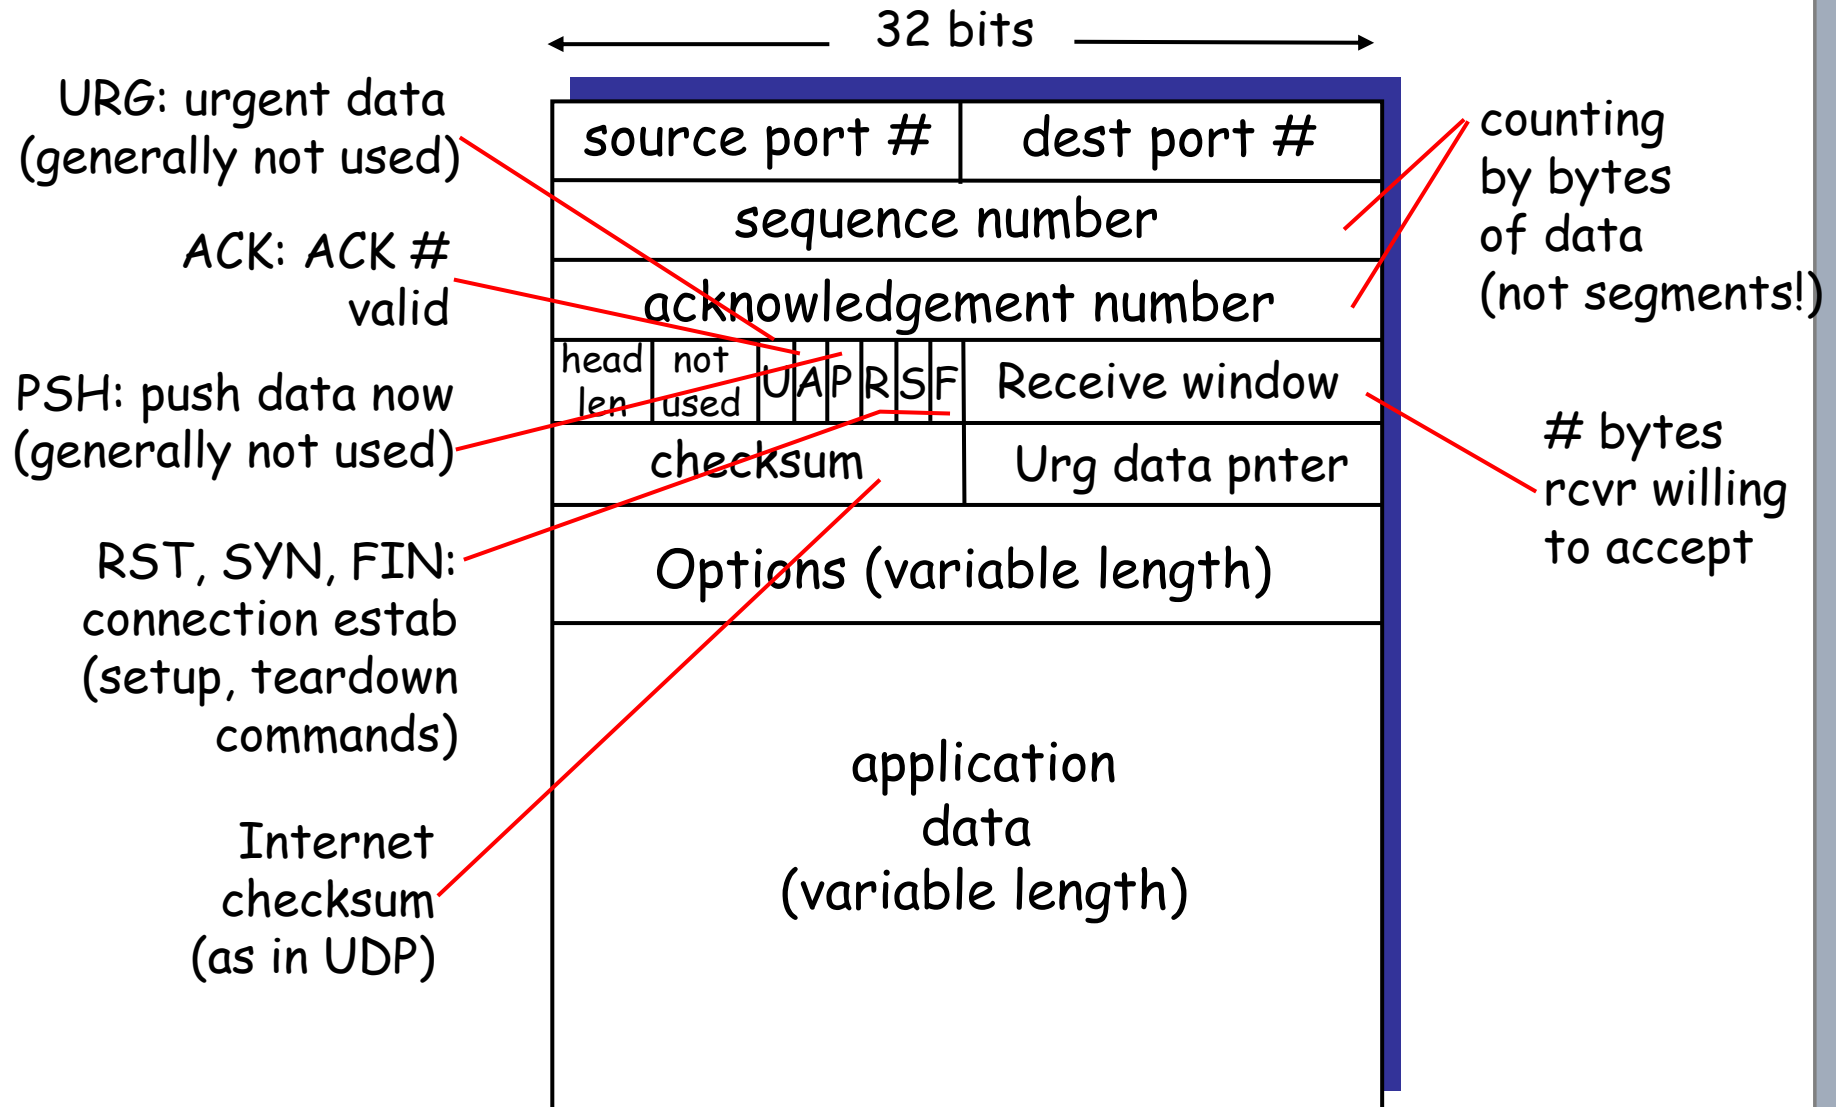 32 bits
URG: urgent data
(generally not used)
ACK: ACK #
valid
PSH: push data now
(generally not used)
RST, SYN, FIN:
connection estab
(setup, teardown
commands)
Internet
checksum
(as in UDP)
source port #
dest port #
sequence number
acknowledgement number
head
len
not
used
U
A
P
R
S
F
Receive window
checksum
Urg data pnter
Options (variable length)
application
data
(variable length)
counting
by bytes
of data
(not segments!)
# bytes
rcvr willing
to accept